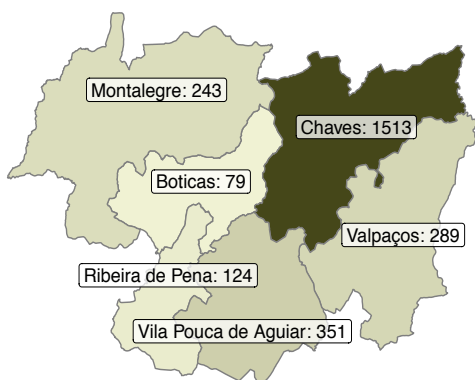 Montalegre: 243
Chaves: 1513
Boticas: 79
Valpaços: 289
Ribeira de Pena: 124
Vila Pouca de Aguiar: 351